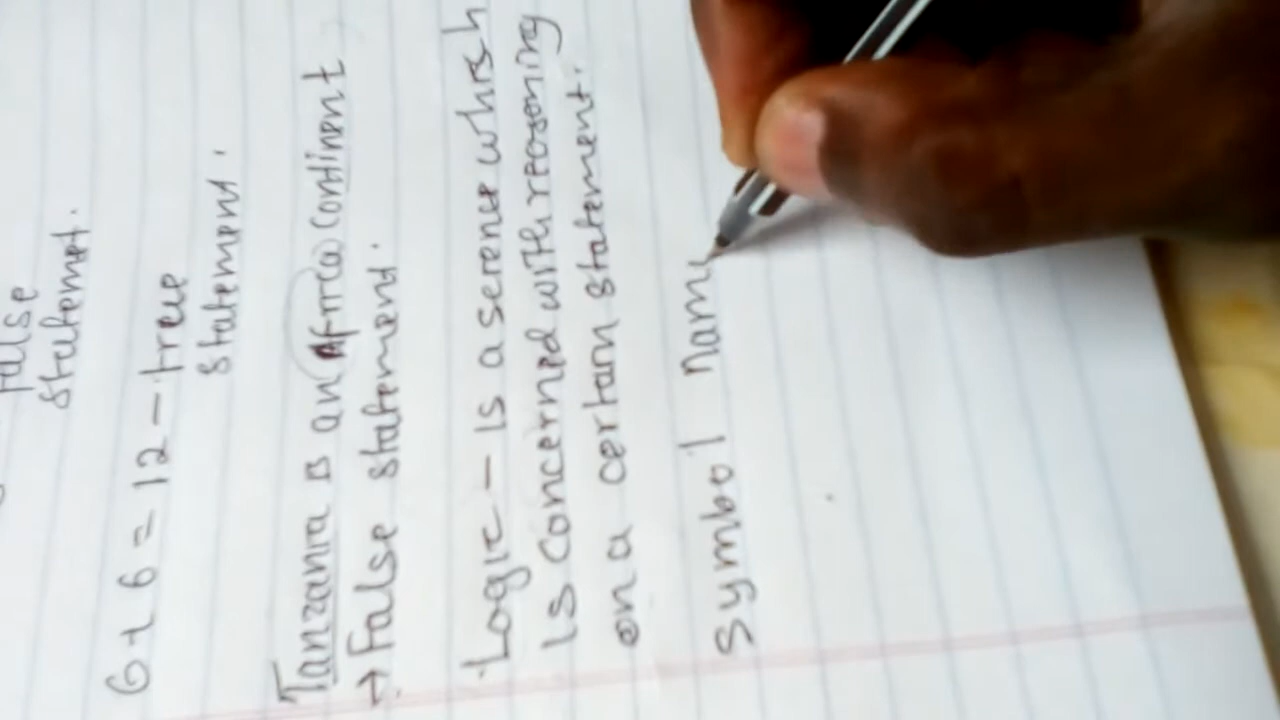 False
statemet.
6+6=12-true
statement.
Tanzania is an Africa continent
→ False statement.
Logic - is a science which
is concerned with reasoning
on a certain statement.
symbol nam